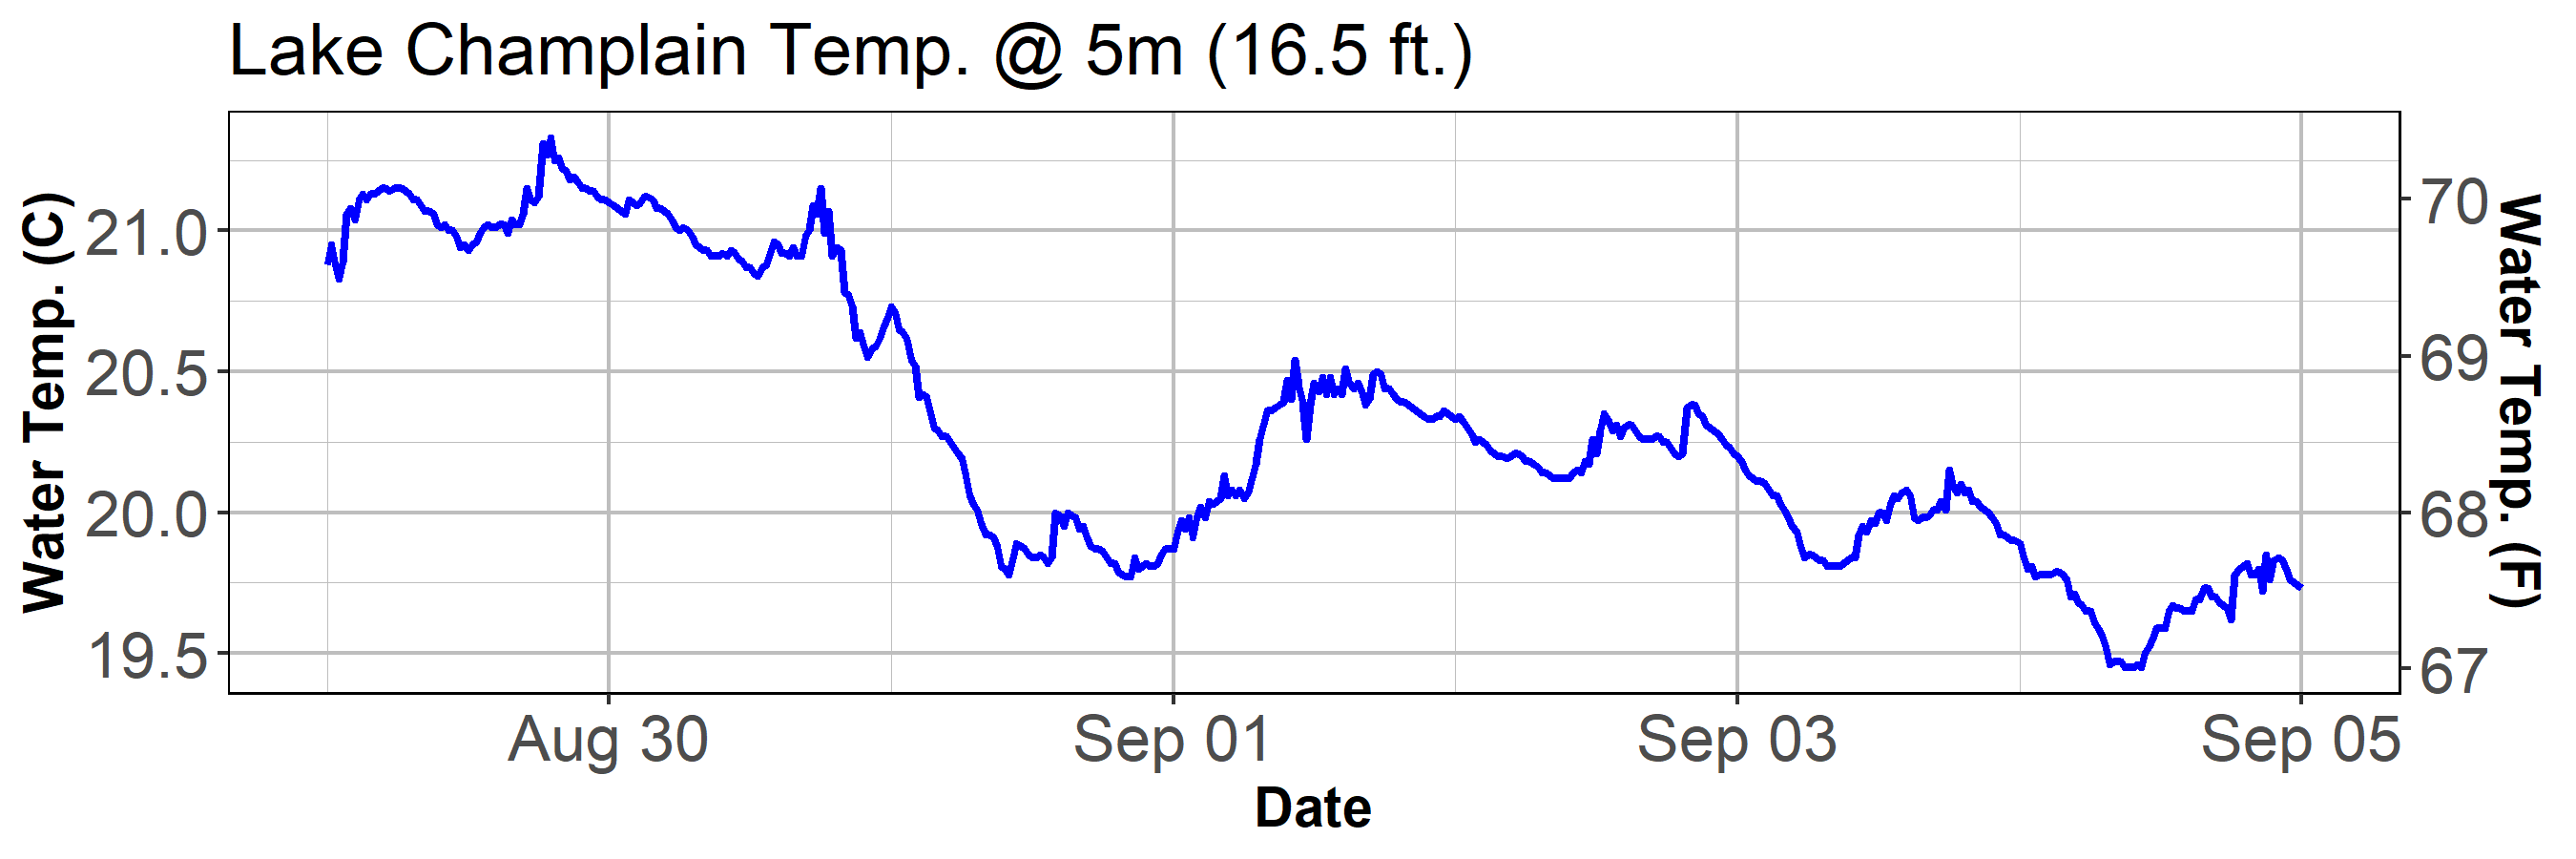 Lake Champlain Temp. @ 5m (16.5 ft.)
Water Temp. (C)
21.0
20.5
20.0
19.5
70
69
68
67
Water Temp. (F)
Aug 30
Sep 01
Sep 03
Sep 05
Date